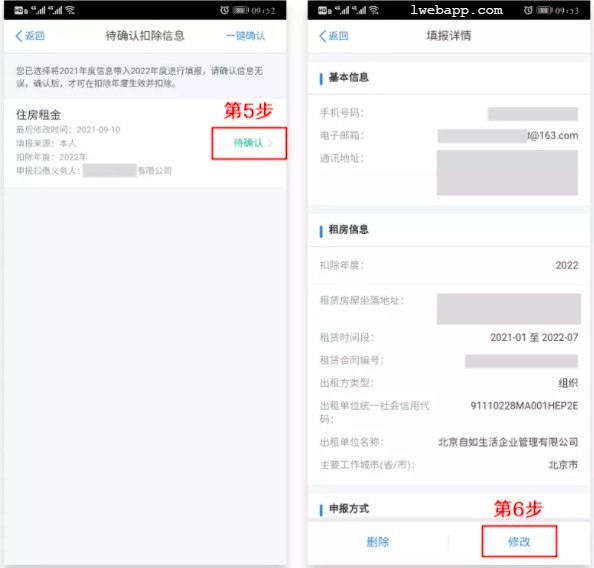 09:52
返回
待确认扣除信息
一键确认
您已选择将2021年度信息带入2022年度进行填报，请确认信息无
误，确认后，才可在扣除年度生效并扣除。
住房租金
第5步
最后修改时间：2021-09-10
填报来源：本人
待确认
扣除年度：2022年
申报扣缴义务人：
有限公司
lwebapp.com
09:53
返回
填报详情
基本信息
手机号码：
电子邮箱： @163.com
通讯地址：
租房信息
扣除年度： 2022
租赁房屋坐落地址：
租赁时间段： 2021-01 至 2022-07
租赁合同编号：
出租方类型： 组织
出租单位统一社会信用代 91110228MA001HEP2E
码：
出租单位名称： 北京自如生活企业管理有限公司
主要工作城市(省/市)： 北京市
申报方式
第6步
删除
修改